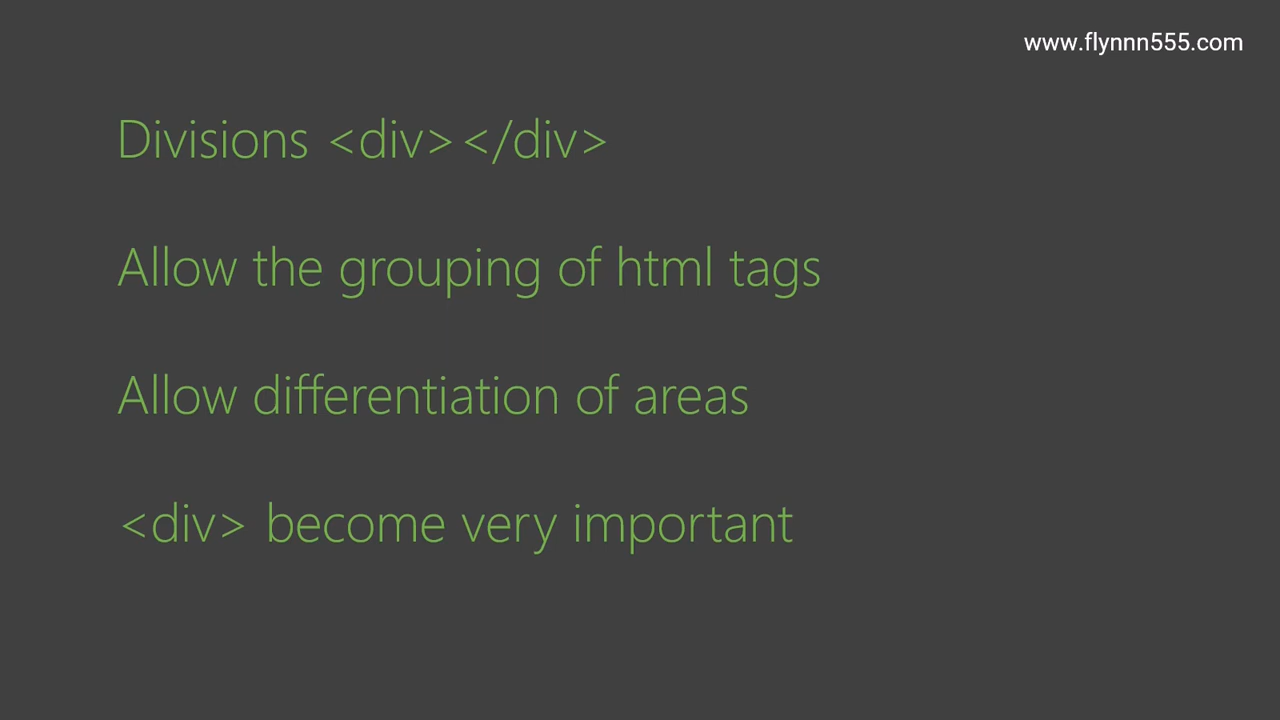 www.flynnn555.com
Divisions <div></div>
Allow the grouping of html tags
Allow differentiation of areas
<div> become very important